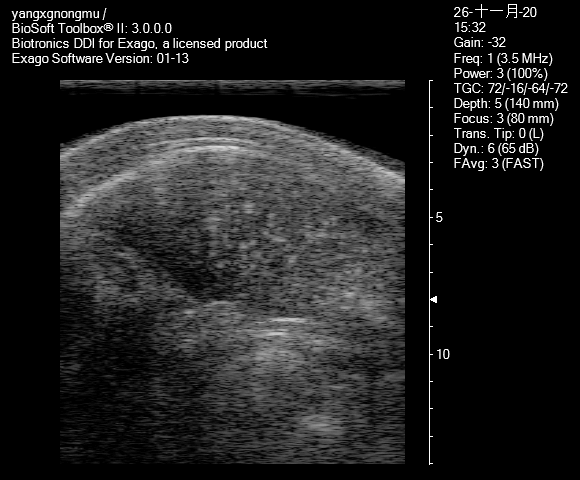 yangxgnongmu /
BioSoft Toolbox® II: 3.0.0.0
Biotronics DDI for Exago, a licensed product
Exago Software Version: 01-13
26-十一月-20
15:32
Gain: -32
Freq: 1 (3.5 MHz)
Power: 3 (100%)
TGC: 72/-16/-64/-72
Depth: 5 (140 mm)
Focus: 3 (80 mm)
Trans. Tip: 0 (L)
Dyn.: 6 (65 dB)
FAvg: 3 (FAST)
5
10